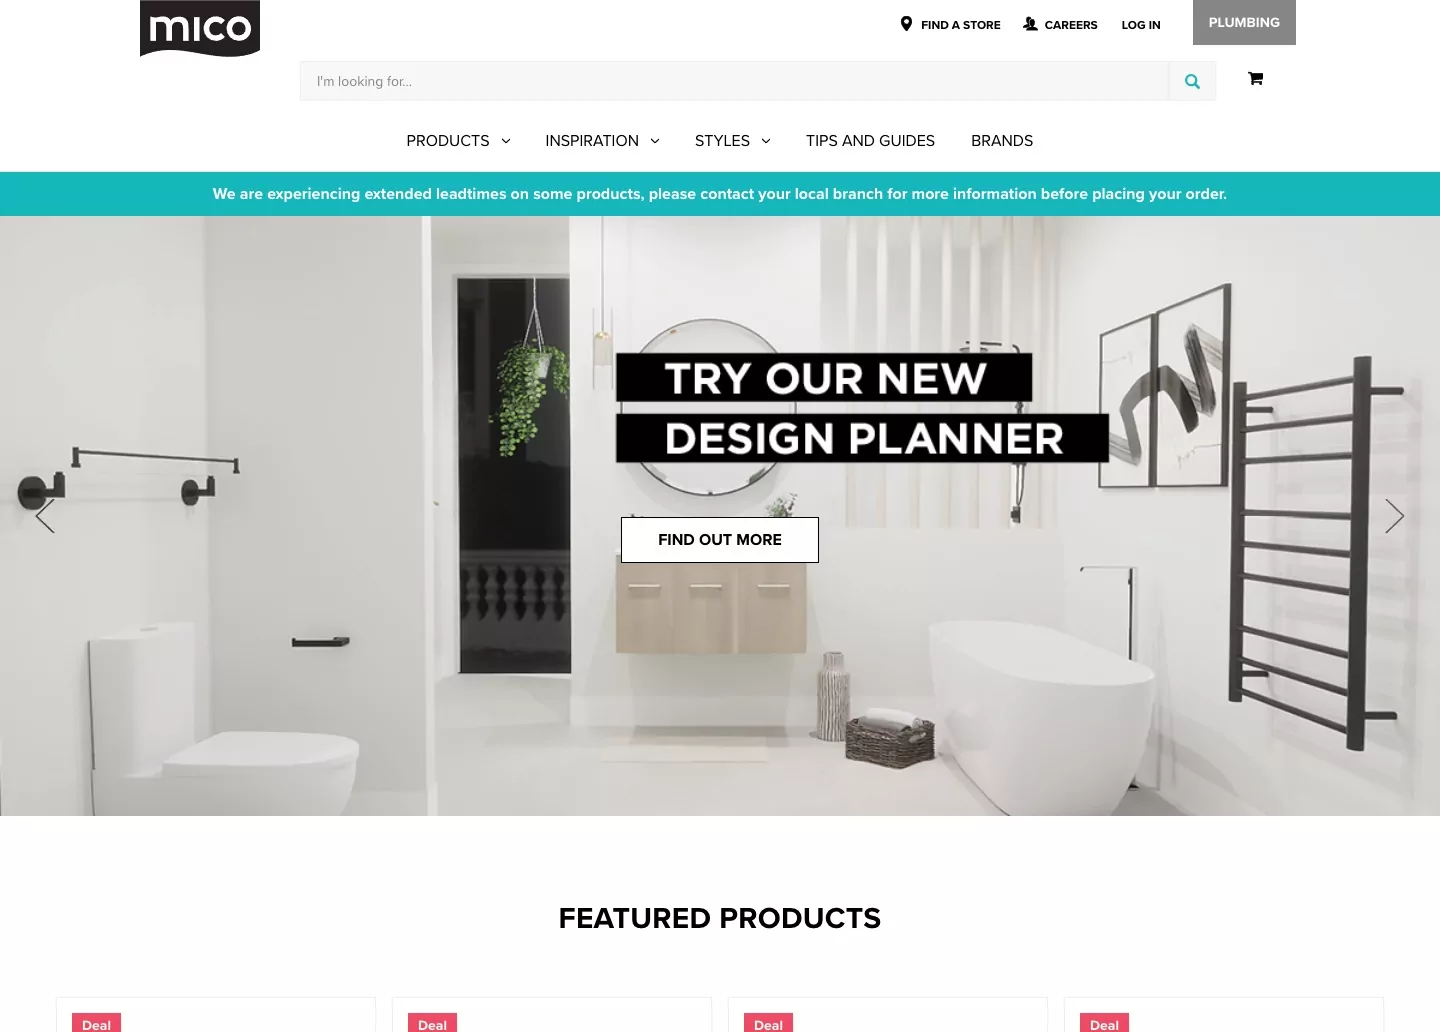 mico
FIND A STORE
CAREERS
LOG IN
PLUMBING
I'm looking for...
PRODUCTS
INSPIRATION
STYLES
TIPS AND GUIDES
BRANDS
We are experiencing extended leadtimes on some products, please contact your local branch for more information before placing your order.
TRY OUR NEW
DESIGN PLANNER
FIND OUT MORE
FEATURED PRODUCTS
Deal
Deal
Deal
Deal